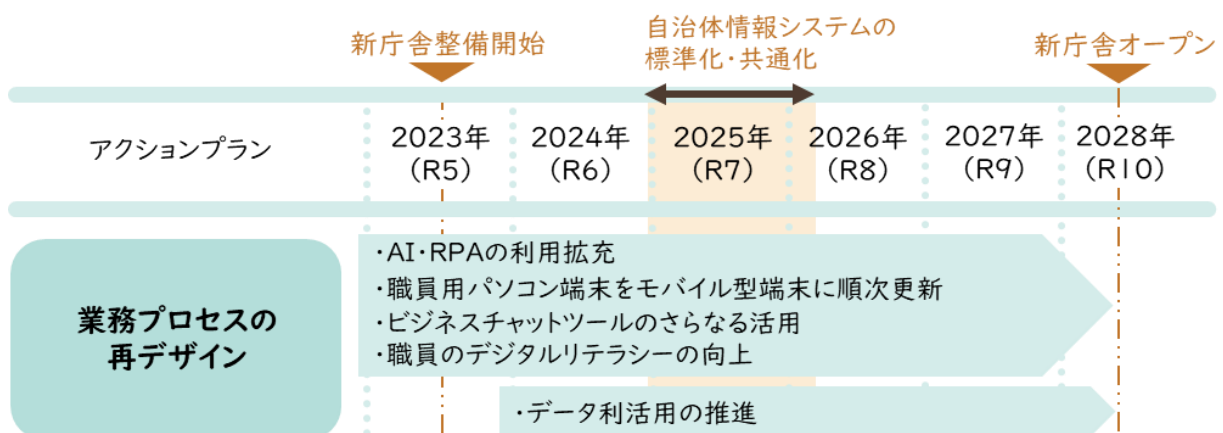 新庁舎整備開始
自治体情報システムの
標準化・共通化
新庁舎オープン
アクションプラン
2023年
(R5)
2024年
(R6)
2025年
(R7)
2026年
(R8)
2027年
(R9)
2028年
(R10)
業務プロセスの
再デザイン
・AI・RPAの利用拡充
・職員用パソコン端末をモバイル型端末に順次更新
・ビジネスチャットツールのさらなる活用
・職員のデジタルリテラシーの向上
・データ利活用の推進